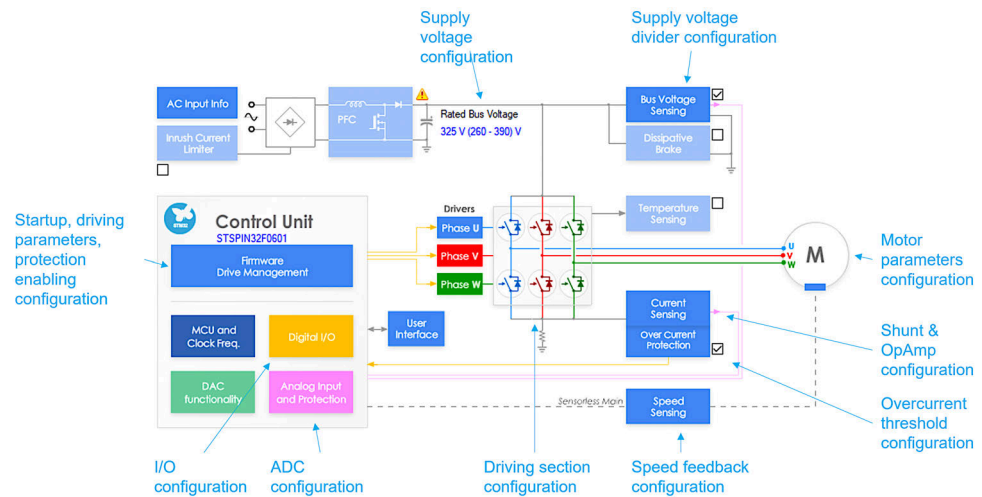 Supply
voltage
configuration
Supply voltage
divider configuration
AC Input Info
Inrush Current
Limiter
PFC
Rated Bus Voltage
325 V (260 - 390) V
Bus Voltage
Sensing
Dissipative
Brake
Startup, driving
parameters,
protection
enabling
configuration
STM32
Control Unit
STSPIN32F0601
Firmware
Drive Management
MCU and
Clock Freq.
Digital I/O
DAC
functionality
Analog Input
and Protection
User
Interface
Drivers
Phase U
Phase V
Phase W
Temperature
Sensing
U
V
W
M
Motor
parameters
configuration
Current
Sensing
Over Current
Protection
Shunt &
OpAmp
configuration
Sensorless Main
Speed
Sensing
Overcurrent
threshold
configuration
I/O
configuration
ADC
configuration
Driving section
configuration
Speed feedback
configuration